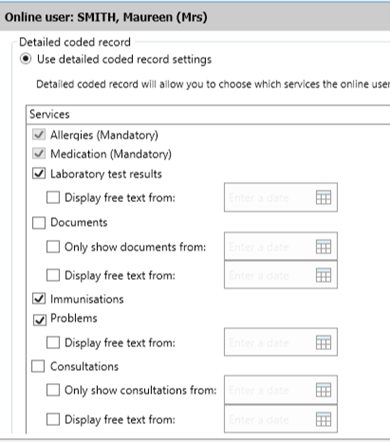 Online user: SMITH, Maureen (Mrs)
Detailed coded record
Use detailed coded record settings
Detailed coded record will allow you to choose which services the online user
Services
Allergies (Mandatory)
Medication (Mandatory)
Laboratory test results
Display free text from: Enter a date
Documents
Only show documents from: Enter a date
Display free text from: Enter a date
Immunisations
Problems
Display free text from: Enter a date
Consultations
Only show consultations from: Enter a date
Display free text from: Enter a date